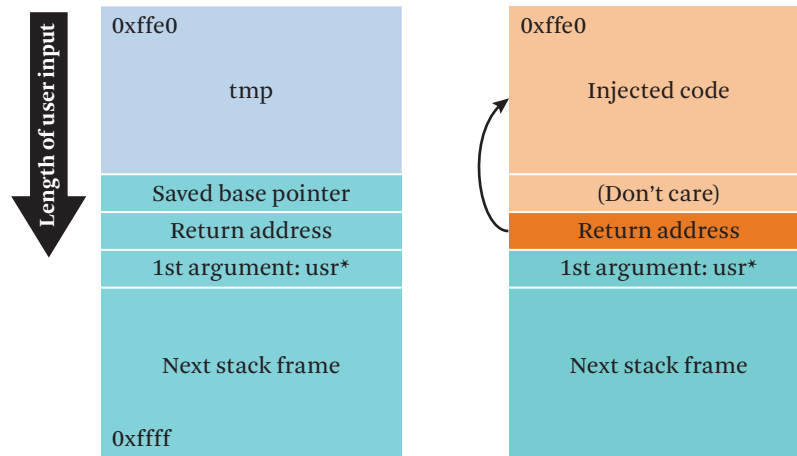 Length of user input
0xffe0
tmp
Saved base pointer
Return address
1st argument: usr*
Next stack frame
0xffff
0xffe0
Injected code
(Don't care)
Return address
1st argument: usr*
Next stack frame